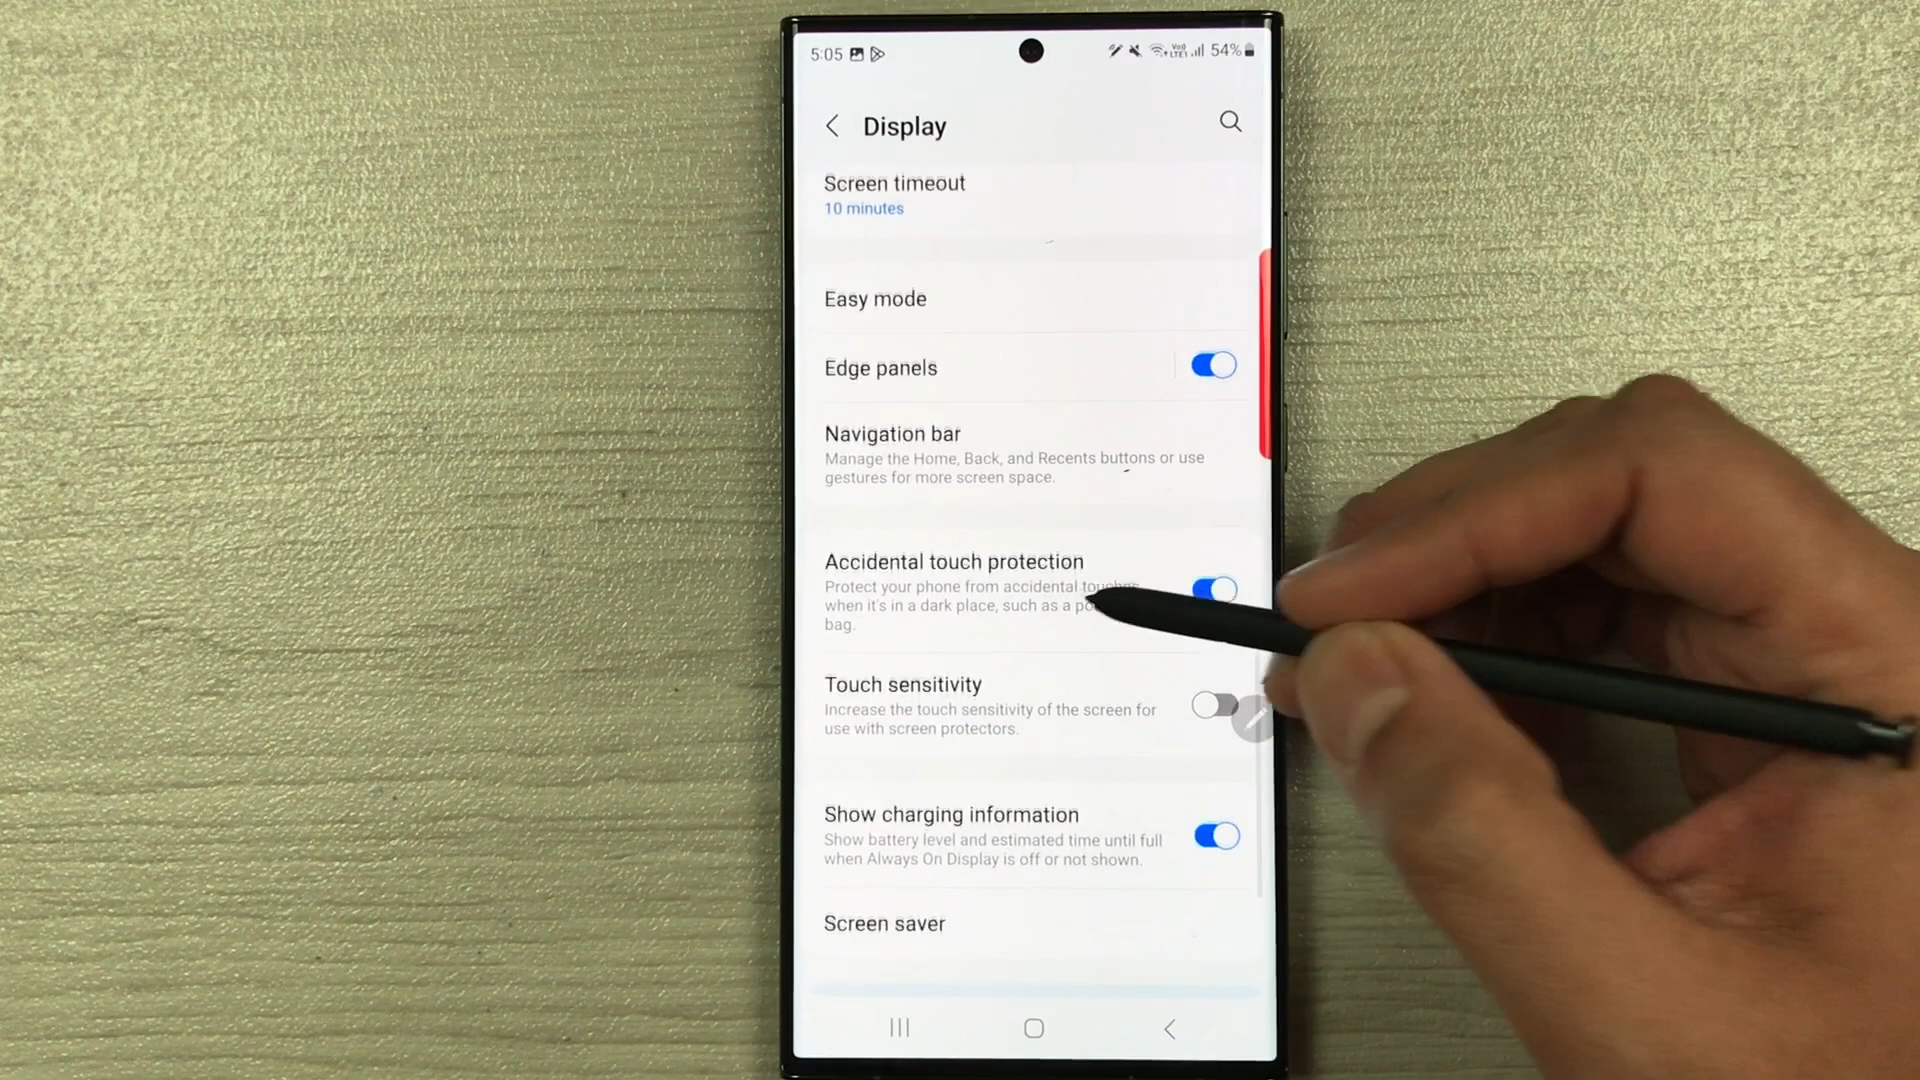 5:05
Vo))
LTE1
54%
Display
Screen timeout
10 minutes
Easy mode
Edge panels
Navigation bar
Manage the Home, Back, and Recents buttons or use
gestures for more screen space.
Accidental touch protection
Protect your phone from accidental touches
when it's in a dark place, such as a
bag.
Touch sensitivity
Increase the touch sensitivity of the screen for
use with screen protectors.
Show charging information
Show battery level and estimated time until full
when Always On Display is off or not shown.
Screen saver